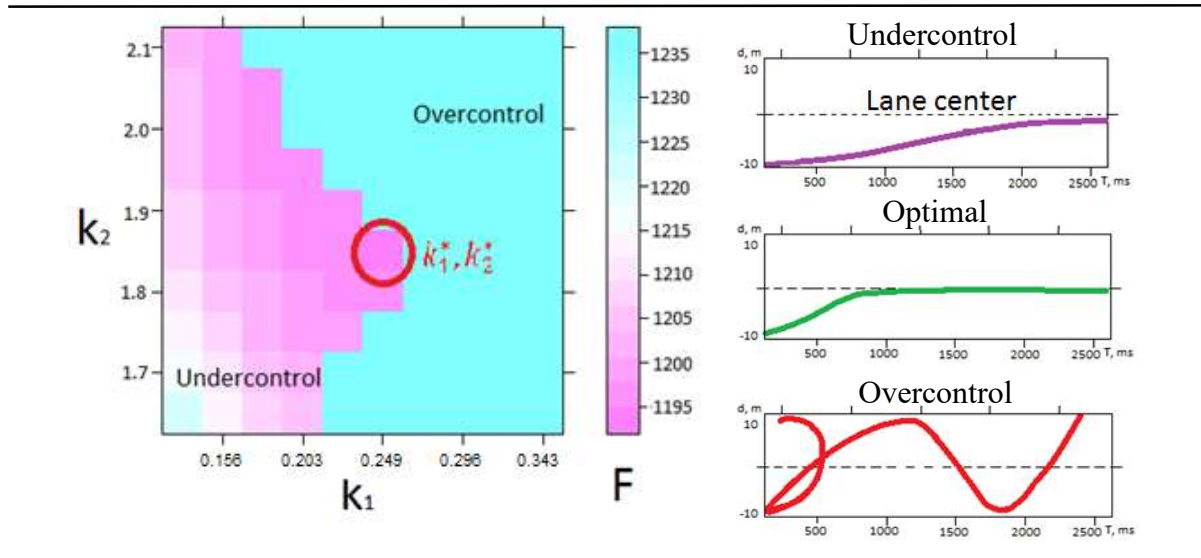 2.1
2.0
1.9
1.8
1.7
k2
0.156
0.203
0.249
0.296
0.343
k1
Overcontrol
k₁*, k₂*
Undercontrol
1235
1230
1225
1220
1215
1210
1205
1200
1195
F
Undercontrol
d, m
10
Lane center
-10
500 1000 1500 2000 2500 T, ms
Optimal
d, m
10
-10
500 1000 1500 2000 2500 T, ms
Overcontrol
d, m
10
-10
500 1000 1500 2000 2500 T, ms